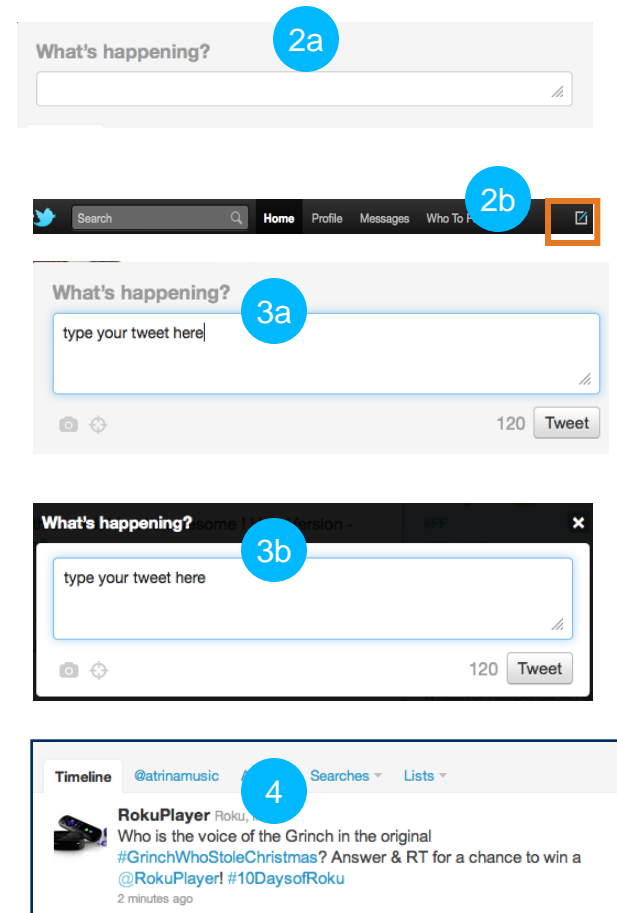 2a
What's happening?
2b
Search Home Profile Messages Who To
What's happening?
3a
type your tweet here
120 Tweet
What's happening?
3b
type your tweet here
120 Tweet
4
Timeline @atrinamusic Searches Lists
RokuPlayer Roku,
Who is the voice of the Grinch in the original
#GrinchWhoStoleChristmas? Answer & RT for a chance to win a
@RokuPlayer! #10DaysofRoku
2 minutes ago